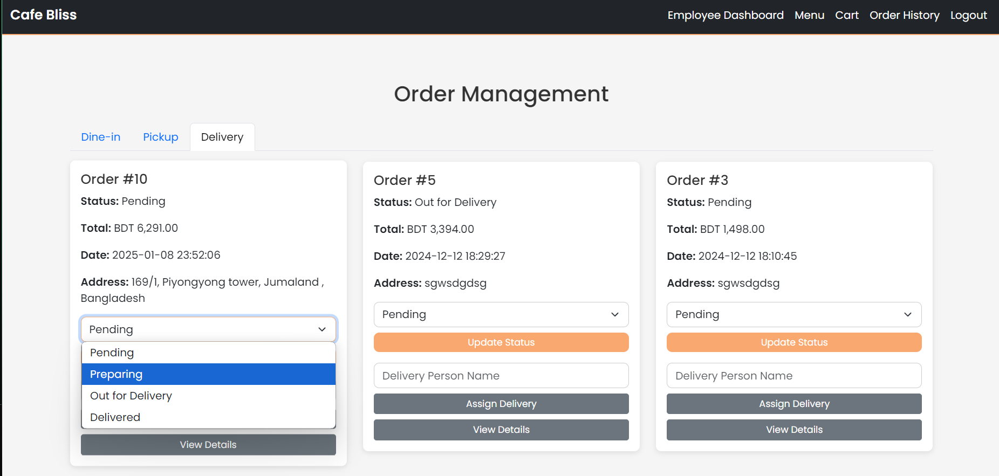 Cafe Bliss
Employee Dashboard Menu Cart Order History Logout
Order Management
Dine-in Pickup Delivery
Order #10
Status: Pending
Total: BDT 6,291.00
Date: 2025-01-08 23:52:06
Address: 169/1, Piyongyong tower, Jumaland ,
Bangladesh
Pending
Pending
Preparing
Out for Delivery
Delivered
View Details
Order #5
Status: Out for Delivery
Total: BDT 3,394.00
Date: 2024-12-12 18:29:27
Address: sgwsdgdsg
Pending
Update Status
Delivery Person Name
Assign Delivery
View Details
Order #3
Status: Pending
Total: BDT 1,498.00
Date: 2024-12-12 18:10:45
Address: sgwsdgdsg
Pending
Update Status
Delivery Person Name
Assign Delivery
View Details